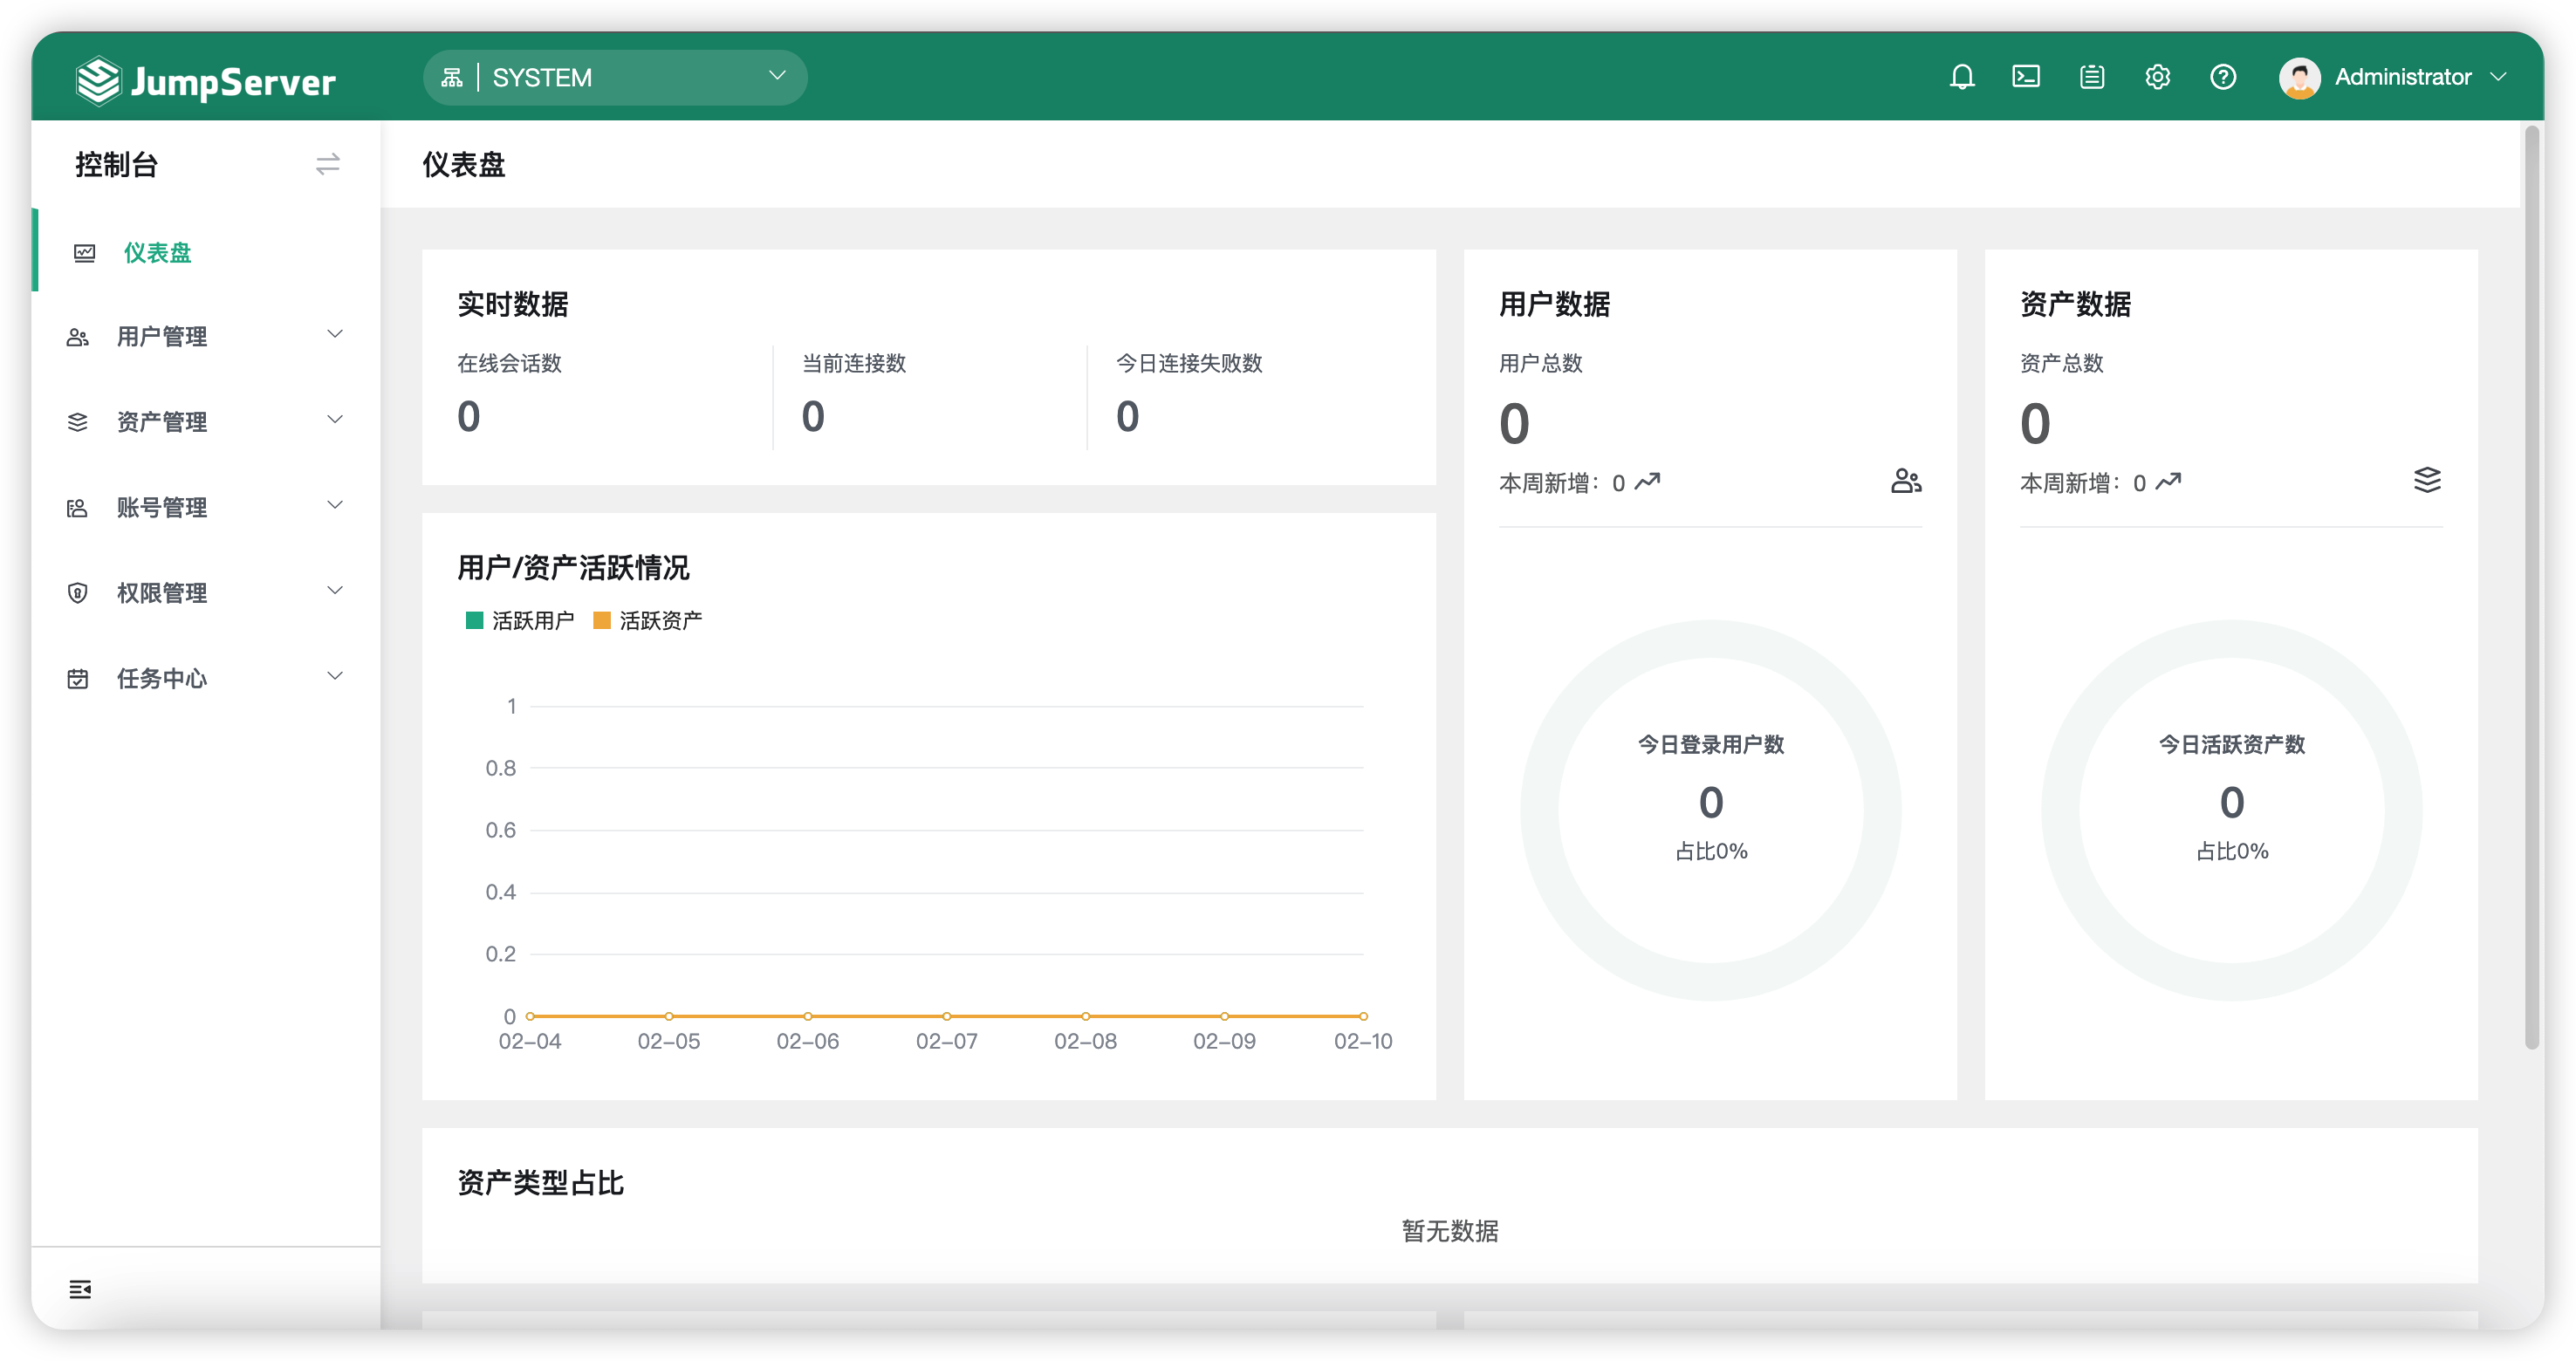 JumpServer
SYSTEM
Administrator
控制台
仪表盘
用户管理
资产管理
账号管理
权限管理
任务中心
仪表盘
实时数据
在线会话数
0
当前连接数
0
今日连接失败数
0
用户/资产活跃情况
活跃用户 活跃资产
1
0.8
0.6
0.4
0.2
0
02-04 02-05 02-06 02-07 02-08 02-09 02-10
用户数据
用户总数
0
本周新增：0
今日登录用户数
0
占比0%
资产数据
资产总数
0
本周新增：0
今日活跃资产数
0
占比0%
资产类型占比
暂无数据